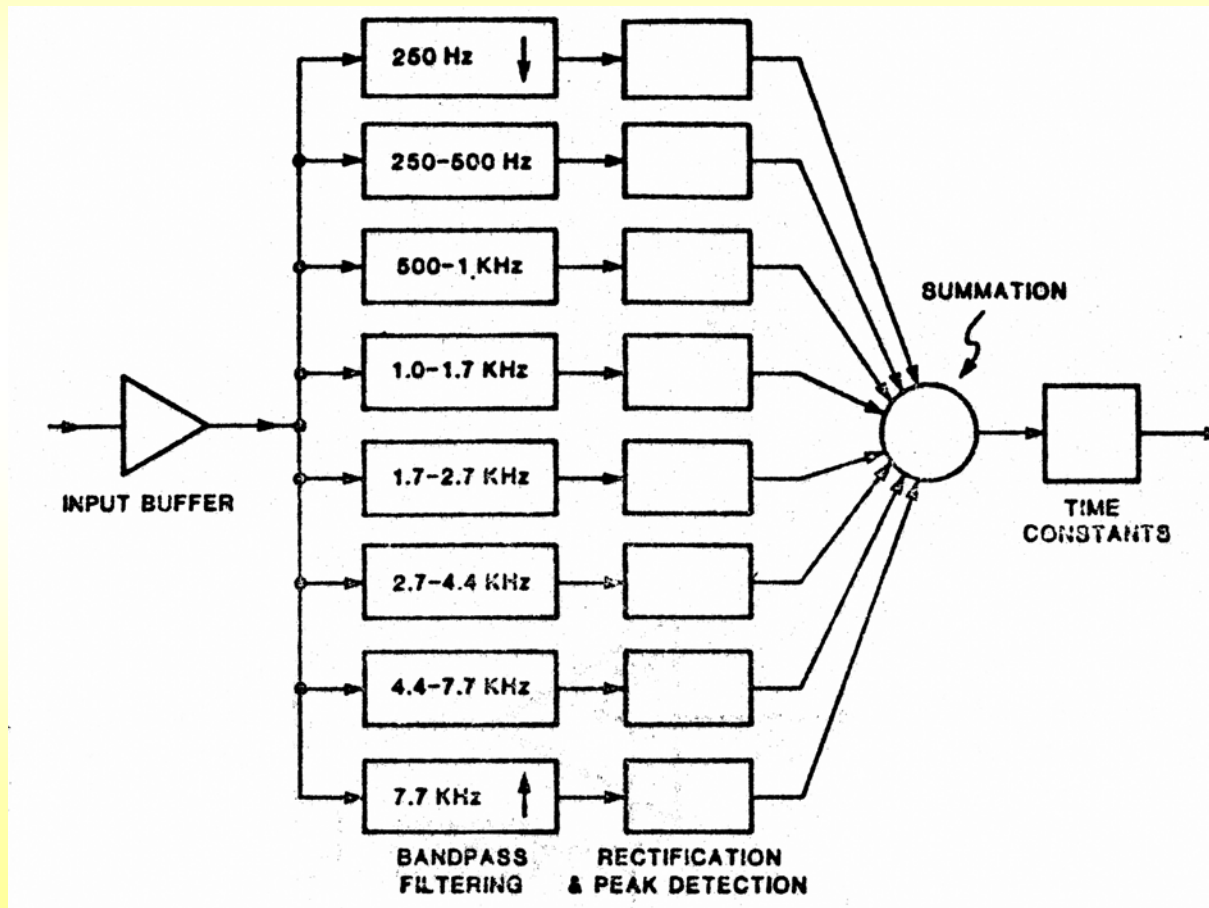 250 Hz ↓
250-500 Hz
500-1 KHz
SUMMATION
1.0-1.7 KHz
INPUT BUFFER
1.7-2.7 KHz
TIME
CONSTANTS
2.7-4.4 KHz
4.4-7.7 KHz
7.7 KHz ↑
BANDPASS
FILTERING
RECTIFICATION
& PEAK DETECTION